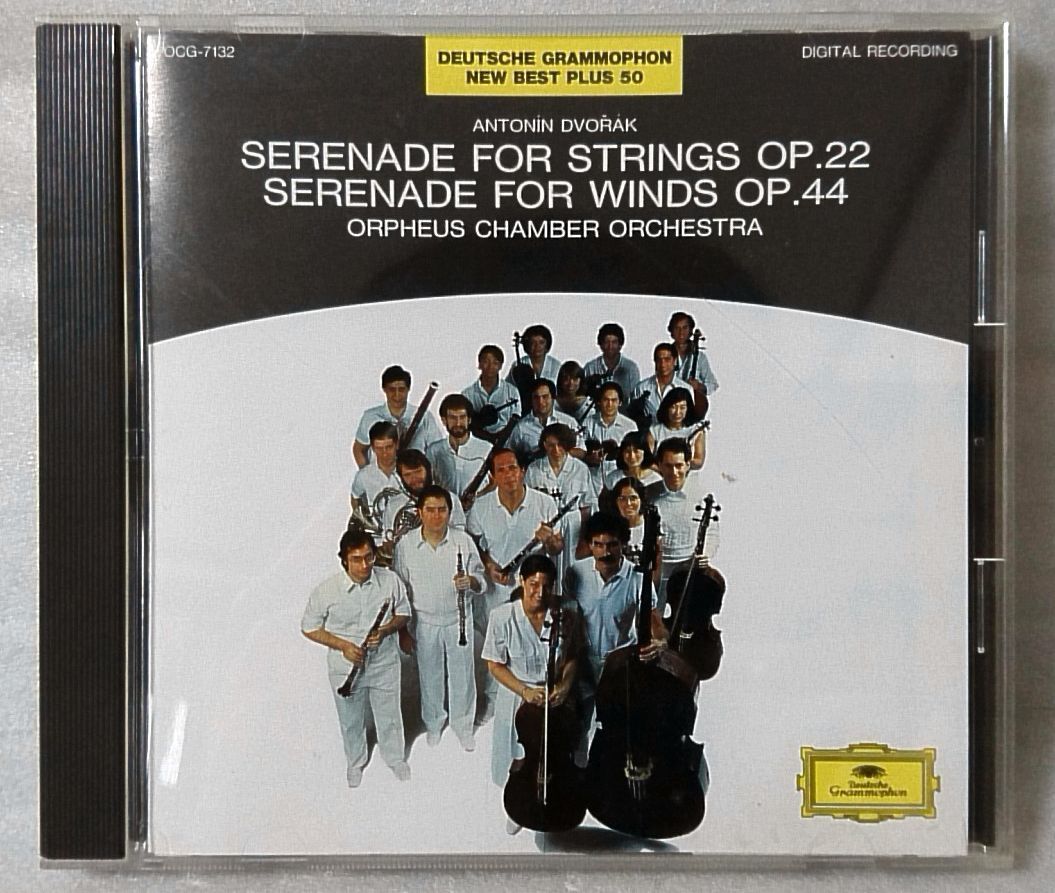 POCG-7132
DEUTSCHE GRAMMOPHON
NEW BEST PLUS 50
DIGITAL RECORDING
ANTONÍN DVOŘÁK
SERENADE FOR STRINGS OP.22
SERENADE FOR WINDS OP.44
ORPHEUS CHAMBER ORCHESTRA
Deutsche
Grammophon